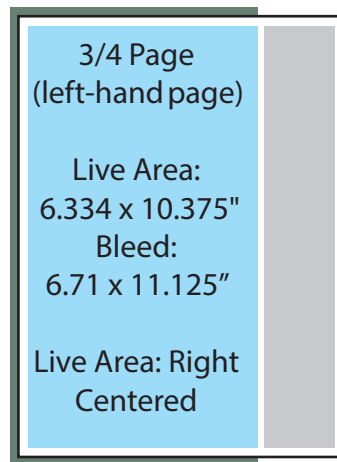 3/4 Page
(left-hand page)
Live Area:
6.334 x 10.375"
Bleed:
6.71 x 11.125”
Live Area: Right
Centered